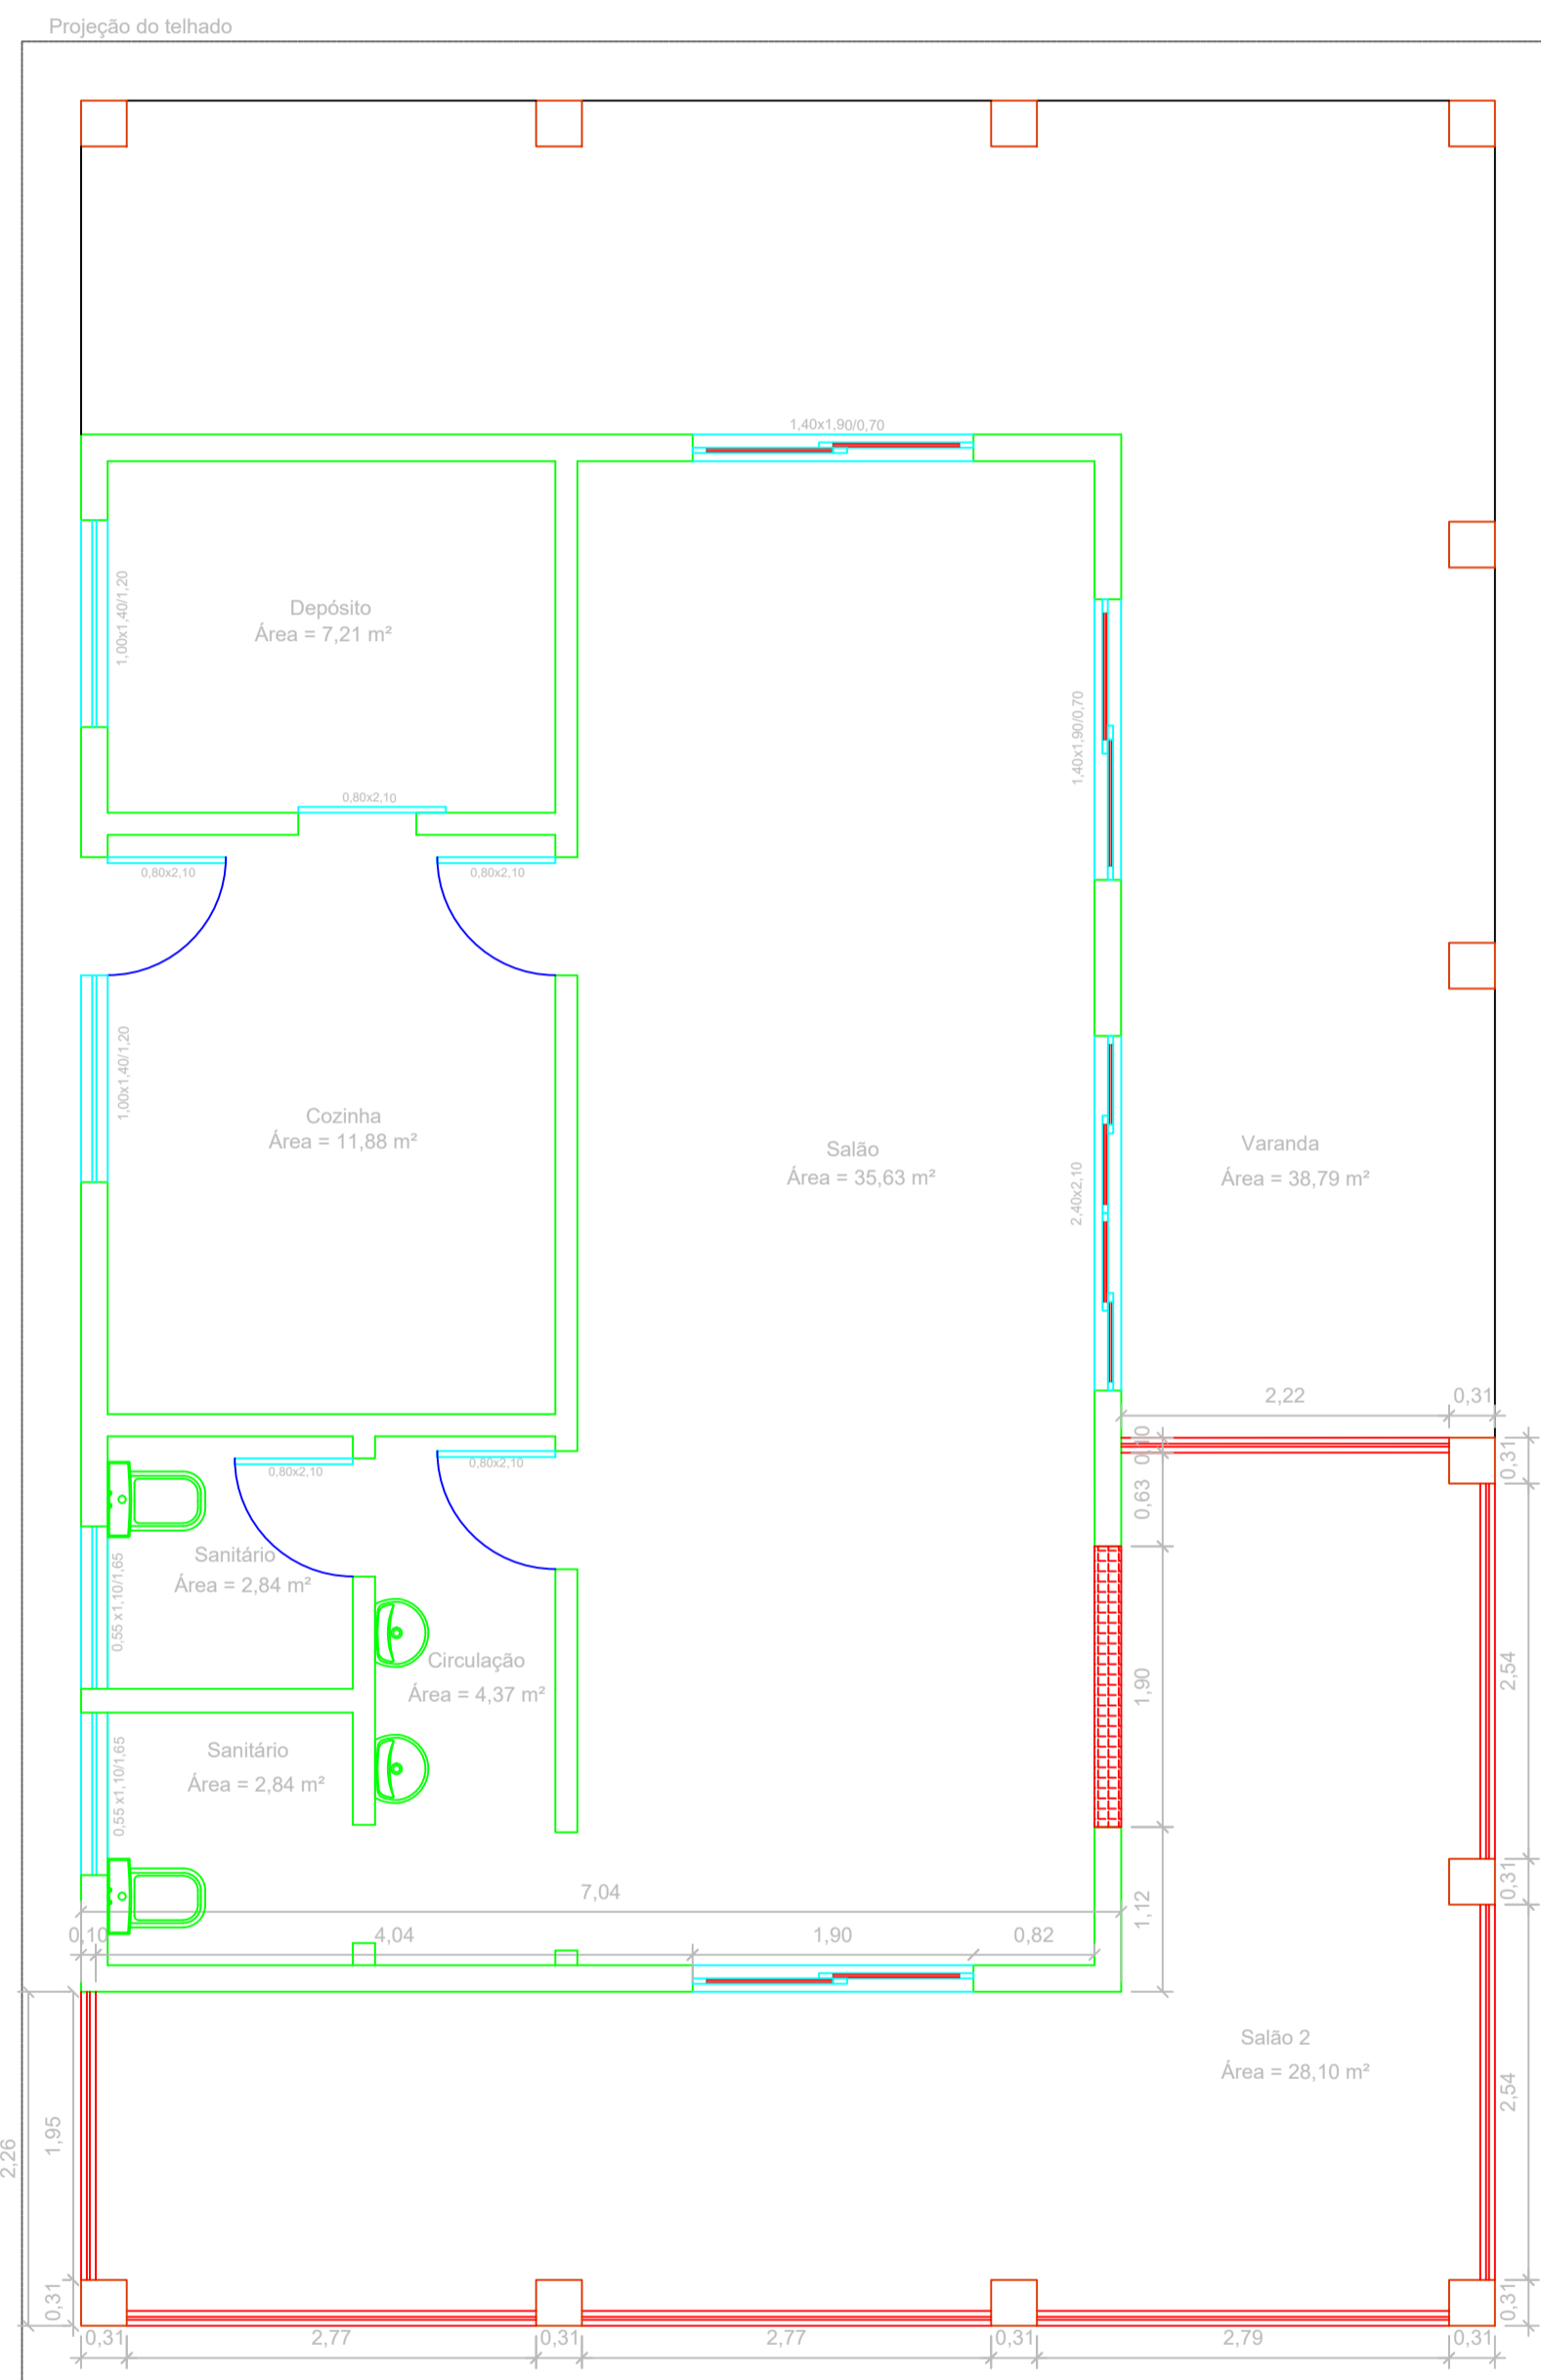 Projeção do telhado
1,40x1,90/0,70
1,00x1,40/1,20
Depósito
Área = 7,21 m²
1,40x1,90/0,70
0,80x2,10
0,80x2,10
0,80x2,10
1,00x1,40/1,20
Cozinha
Área = 11,88 m²
Salão
Área = 35,63 m²
2,40x2,10
Varanda
Área = 38,79 m²
2,22
0,31
0,10
0,31
0,80x2,10
0,80x2,10
0,63
Sanitário
Área = 2,84 m²
0,55 x1,10/1,65
Circulação
Área = 4,37 m²
1,90
2,54
Sanitário
Área = 2,84 m²
0,55 x1,10/1,65
7,04
0,31
1,12
0,10
4,04
1,90
0,82
Salão 2
Área = 28,10 m²
2,54
1,95
2,26
0,31
0,31
0,31
2,77
0,31
2,77
0,31
2,79
0,31